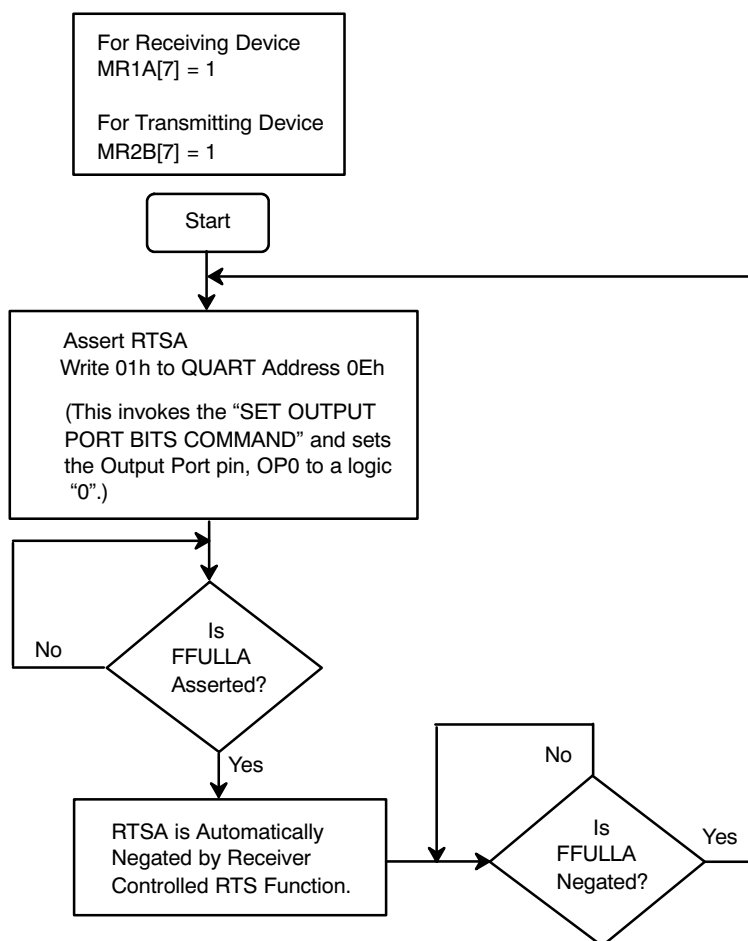 For Receiving Device
MR1A[7] = 1
For Transmitting Device
MR2B[7] = 1
Start
Assert RTSA
Write 01h to QUART Address 0Eh
(This invokes the “SET OUTPUT
PORT BITS COMMAND” and sets
the Output Port pin, OP0 to a logic
“0”.)
Is
FFULLA
Asserted?
No
Yes
RTSA is Automatically
Negated by Receiver
Controlled RTS Function.
No
Is
FFULLA
Negated?
Yes